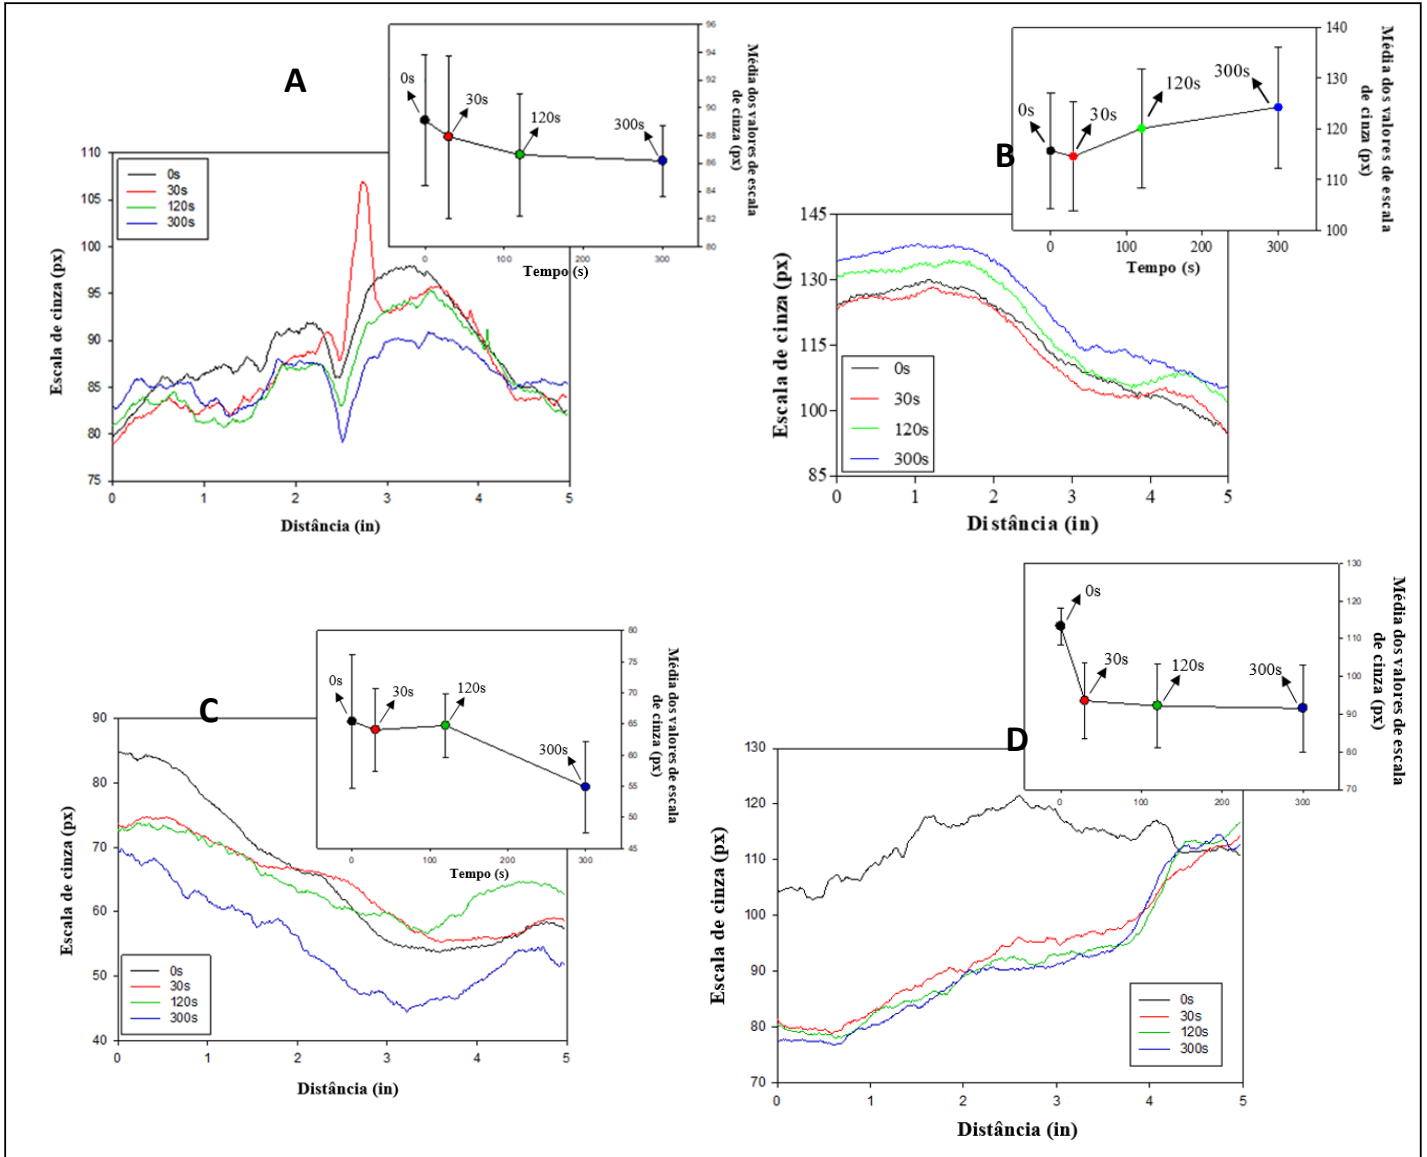 A
96
94
92
90
88
86
84
82
80
0s
30s
120s
300s
0
100
200
300
Tempo (s)
Média dos valores de escala
de cinza (px)
110
105
100
95
90
85
80
75
0s
30s
120s
300s
Escala de cinza (px)
0
1
2
3
4
5
Distância (in)
B
140
130
120
110
100
0s
30s
120s
300s
0
100
200
300
Tempo (s)
Média dos valores de escala
de cinza (px)
145
130
115
100
85
0s
30s
120s
300s
Escala de cinza (px)
0
1
2
3
4
5
Distância (in)
C
80
75
70
65
60
55
50
45
0s
30s
120s
300s
0
100
200
300
Tempo (s)
Média dos valores de escala
de cinza (px)
90
80
70
60
50
40
0s
30s
120s
300s
Escala de cinza (px)
0
1
2
3
4
5
Distância (in)
D
130
120
110
100
90
80
70
0s
30s
120s
300s
0
100
200
300
Média dos valores de escala
de cinza (px)
130
120
110
100
90
80
70
0s
30s
120s
300s
Escala de cinza (px)
0
1
2
3
4
5
Distância (in)